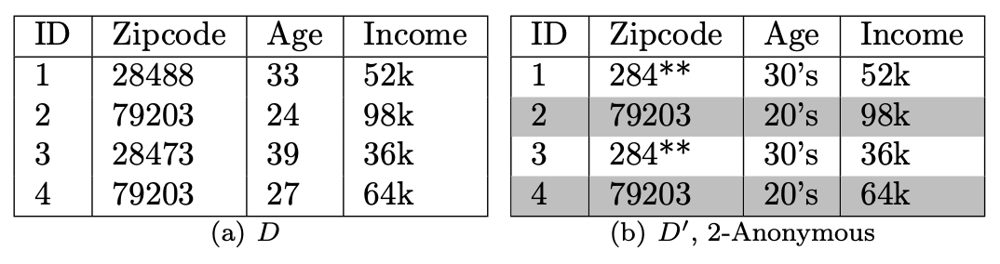 ID Zipcode Age Income ID Zipcode Age Income
1 28488 33 52k 1 284** 30's 52k
2 79203 24 98k 2 79203 20's 98k
3 28473 39 36k 3 284** 30's 36k
4 79203 27 64k 4 79203 20's 64k
(a) D (b) D′, 2-Anonymous